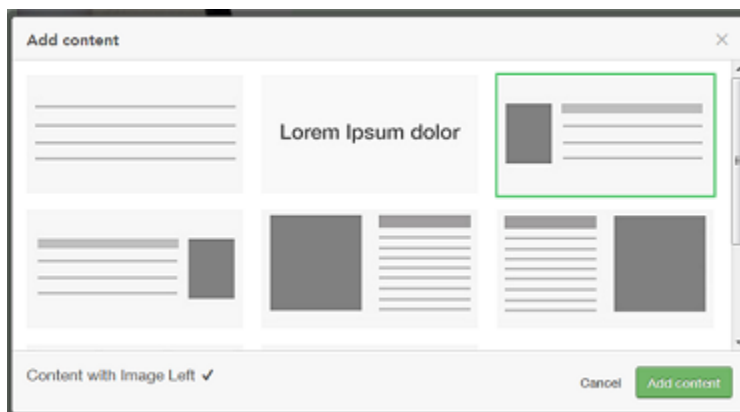 Add content
Lorem Ipsum dolor
Content with Image Left ✓
Cancel
Add content